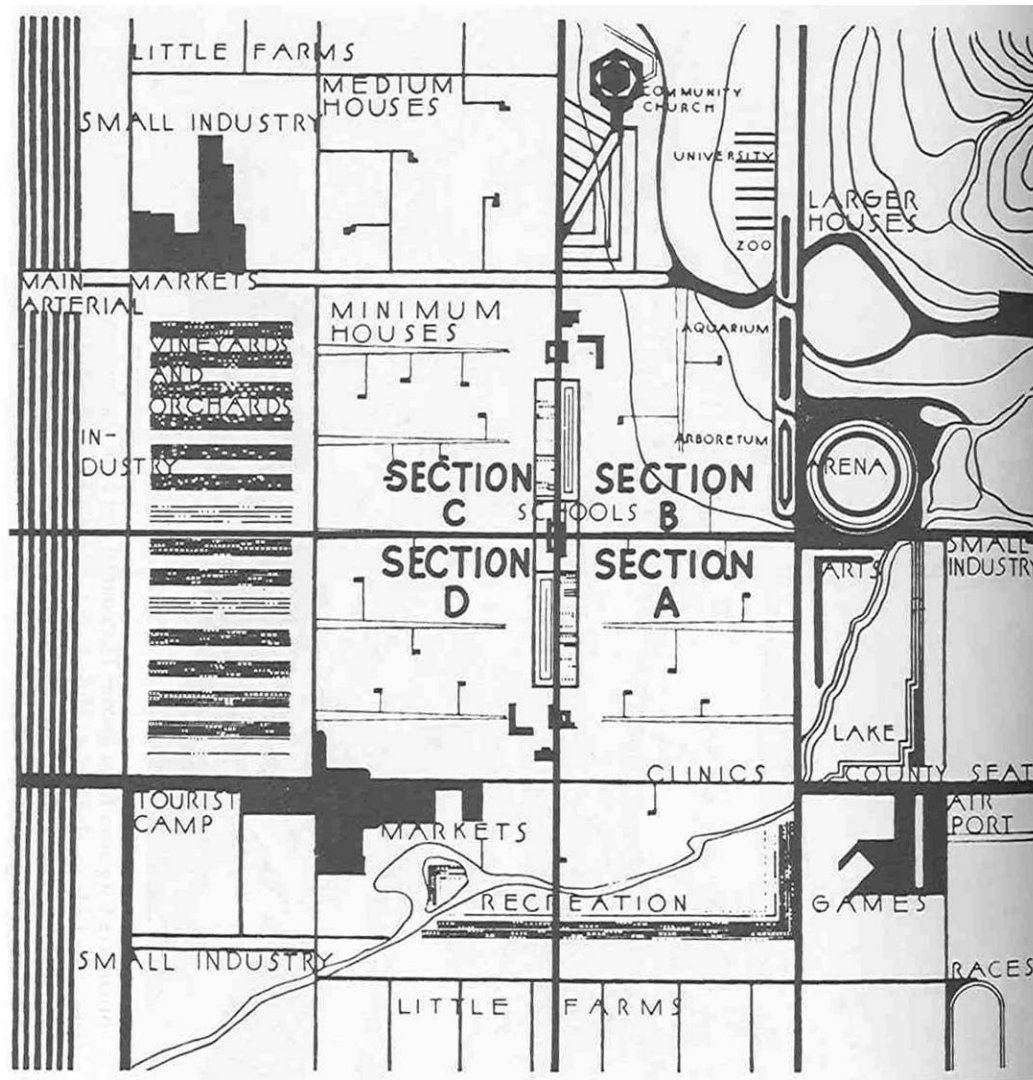 LITTLE FARMS
MEDIUM
HOUSES
COMMUNITY
CHURCH
SMALL INDUSTRY
UNIVERSITY
LARGER
HOUSES
ZOO
MAIN
ARTERIAL
MARKETS
MINIMUM
HOUSES
AQUARIUM
VINEYARDS
AND
ORCHARDS
IN-
DUSTRY
ARBORETUM
ARENA
SECTION
C
SECTION
B
SCHOOLS
SECTION
D
SECTION
A
ARTS
SMALL
INDUSTRY
LAKE
CLINICS
COUNTY SEAT
TOURIST
CAMP
MARKETS
AIR
PORT
RECREATION
GAMES
SMALL INDUSTRY
RACES
LITTLE FARMS